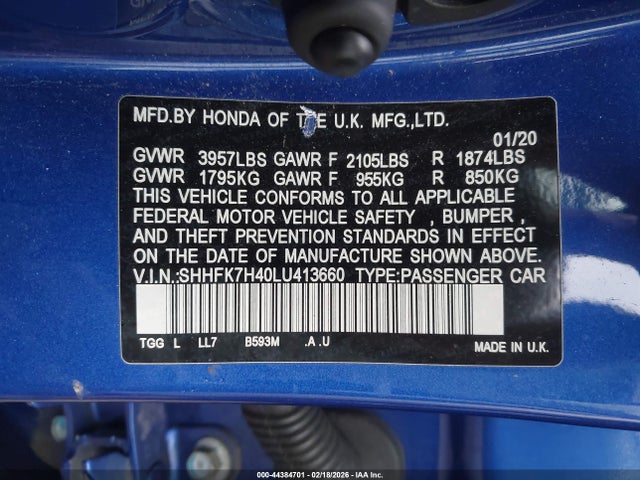 MFD.BY HONDA OF THE U.K. MFG.,LTD.
01/20
GVWR 3957LBS GAWR F 2105LBS R 1874LBS
GVWR 1795KG GAWR F 955KG R 850KG
THIS VEHICLE CONFORMS TO ALL APPLICABLE
FEDERAL MOTOR VEHICLE SAFETY , BUMPER ,
AND THEFT PREVENTION STANDARDS IN EFFECT
ON THE DATE OF MANUFACTURE SHOWN ABOVE.
V.I.N.:SHHFK7H40LU413660 TYPE:PASSENGER CAR
TGG L LL7 B593M .A .U
MADE IN U.K.
000-44384701 - 02/18/2026 - IAA Inc.